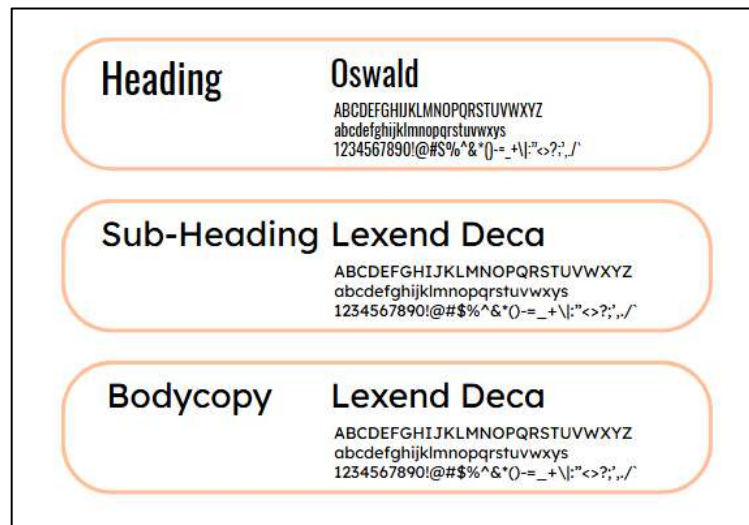 Heading
Oswald
ABCDEFGHIJKLMNOPQRSTUVWXYZ
abcdefghijklmnopqrstuvwxys
1234567890!@#$%^&*()-=_+\|:"<>?;',./`
Sub-Heading
Lexend Deca
ABCDEFGHIJKLMNOPQRSTUVWXYZ
abcdefghijklmnopqrstuvwxys
1234567890!@#$%^&*()-=_+\|:"<>?;',./`
Bodycopy
Lexend Deca
ABCDEFGHIJKLMNOPQRSTUVWXYZ
abcdefghijklmnopqrstuvwxys
1234567890!@#$%^&*()-=_+\|:"<>?;',./`